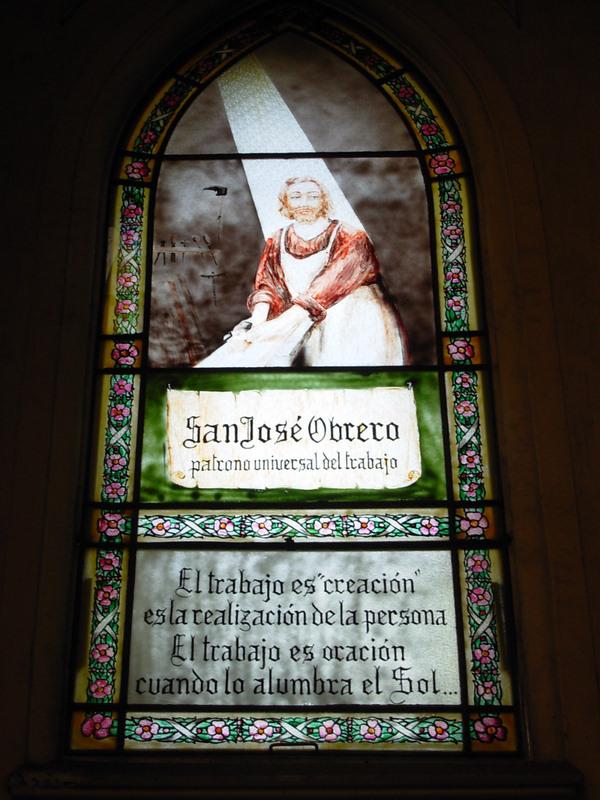 San José Obrero
patrono universal del trabajo
El trabajo es "creación"
es la realización de la persona
El trabajo es oración
cuando lo alumbra el Sol...